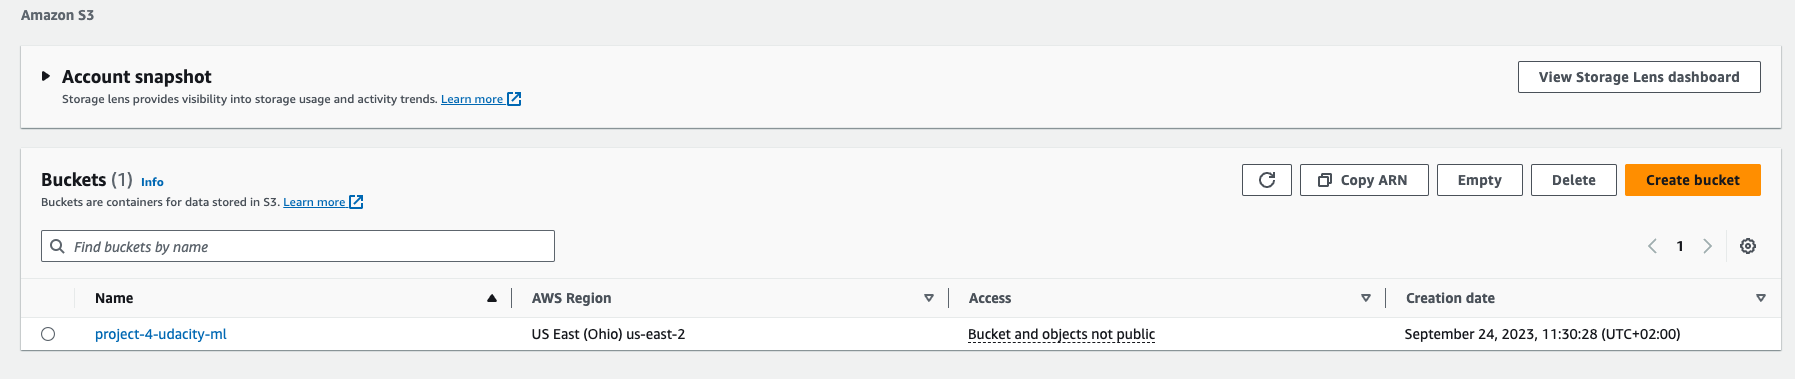 Amazon S3
Account snapshot
View Storage Lens dashboard
Storage lens provides visibility into storage usage and activity trends. Learn more
Buckets (1) Info
Copy ARN Empty Delete Create bucket
Buckets are containers for data stored in S3. Learn more
Find buckets by name
1
Name AWS Region Access Creation date
project-4-udacity-ml US East (Ohio) us-east-2 Bucket and objects not public September 24, 2023, 11:30:28 (UTC+02:00)